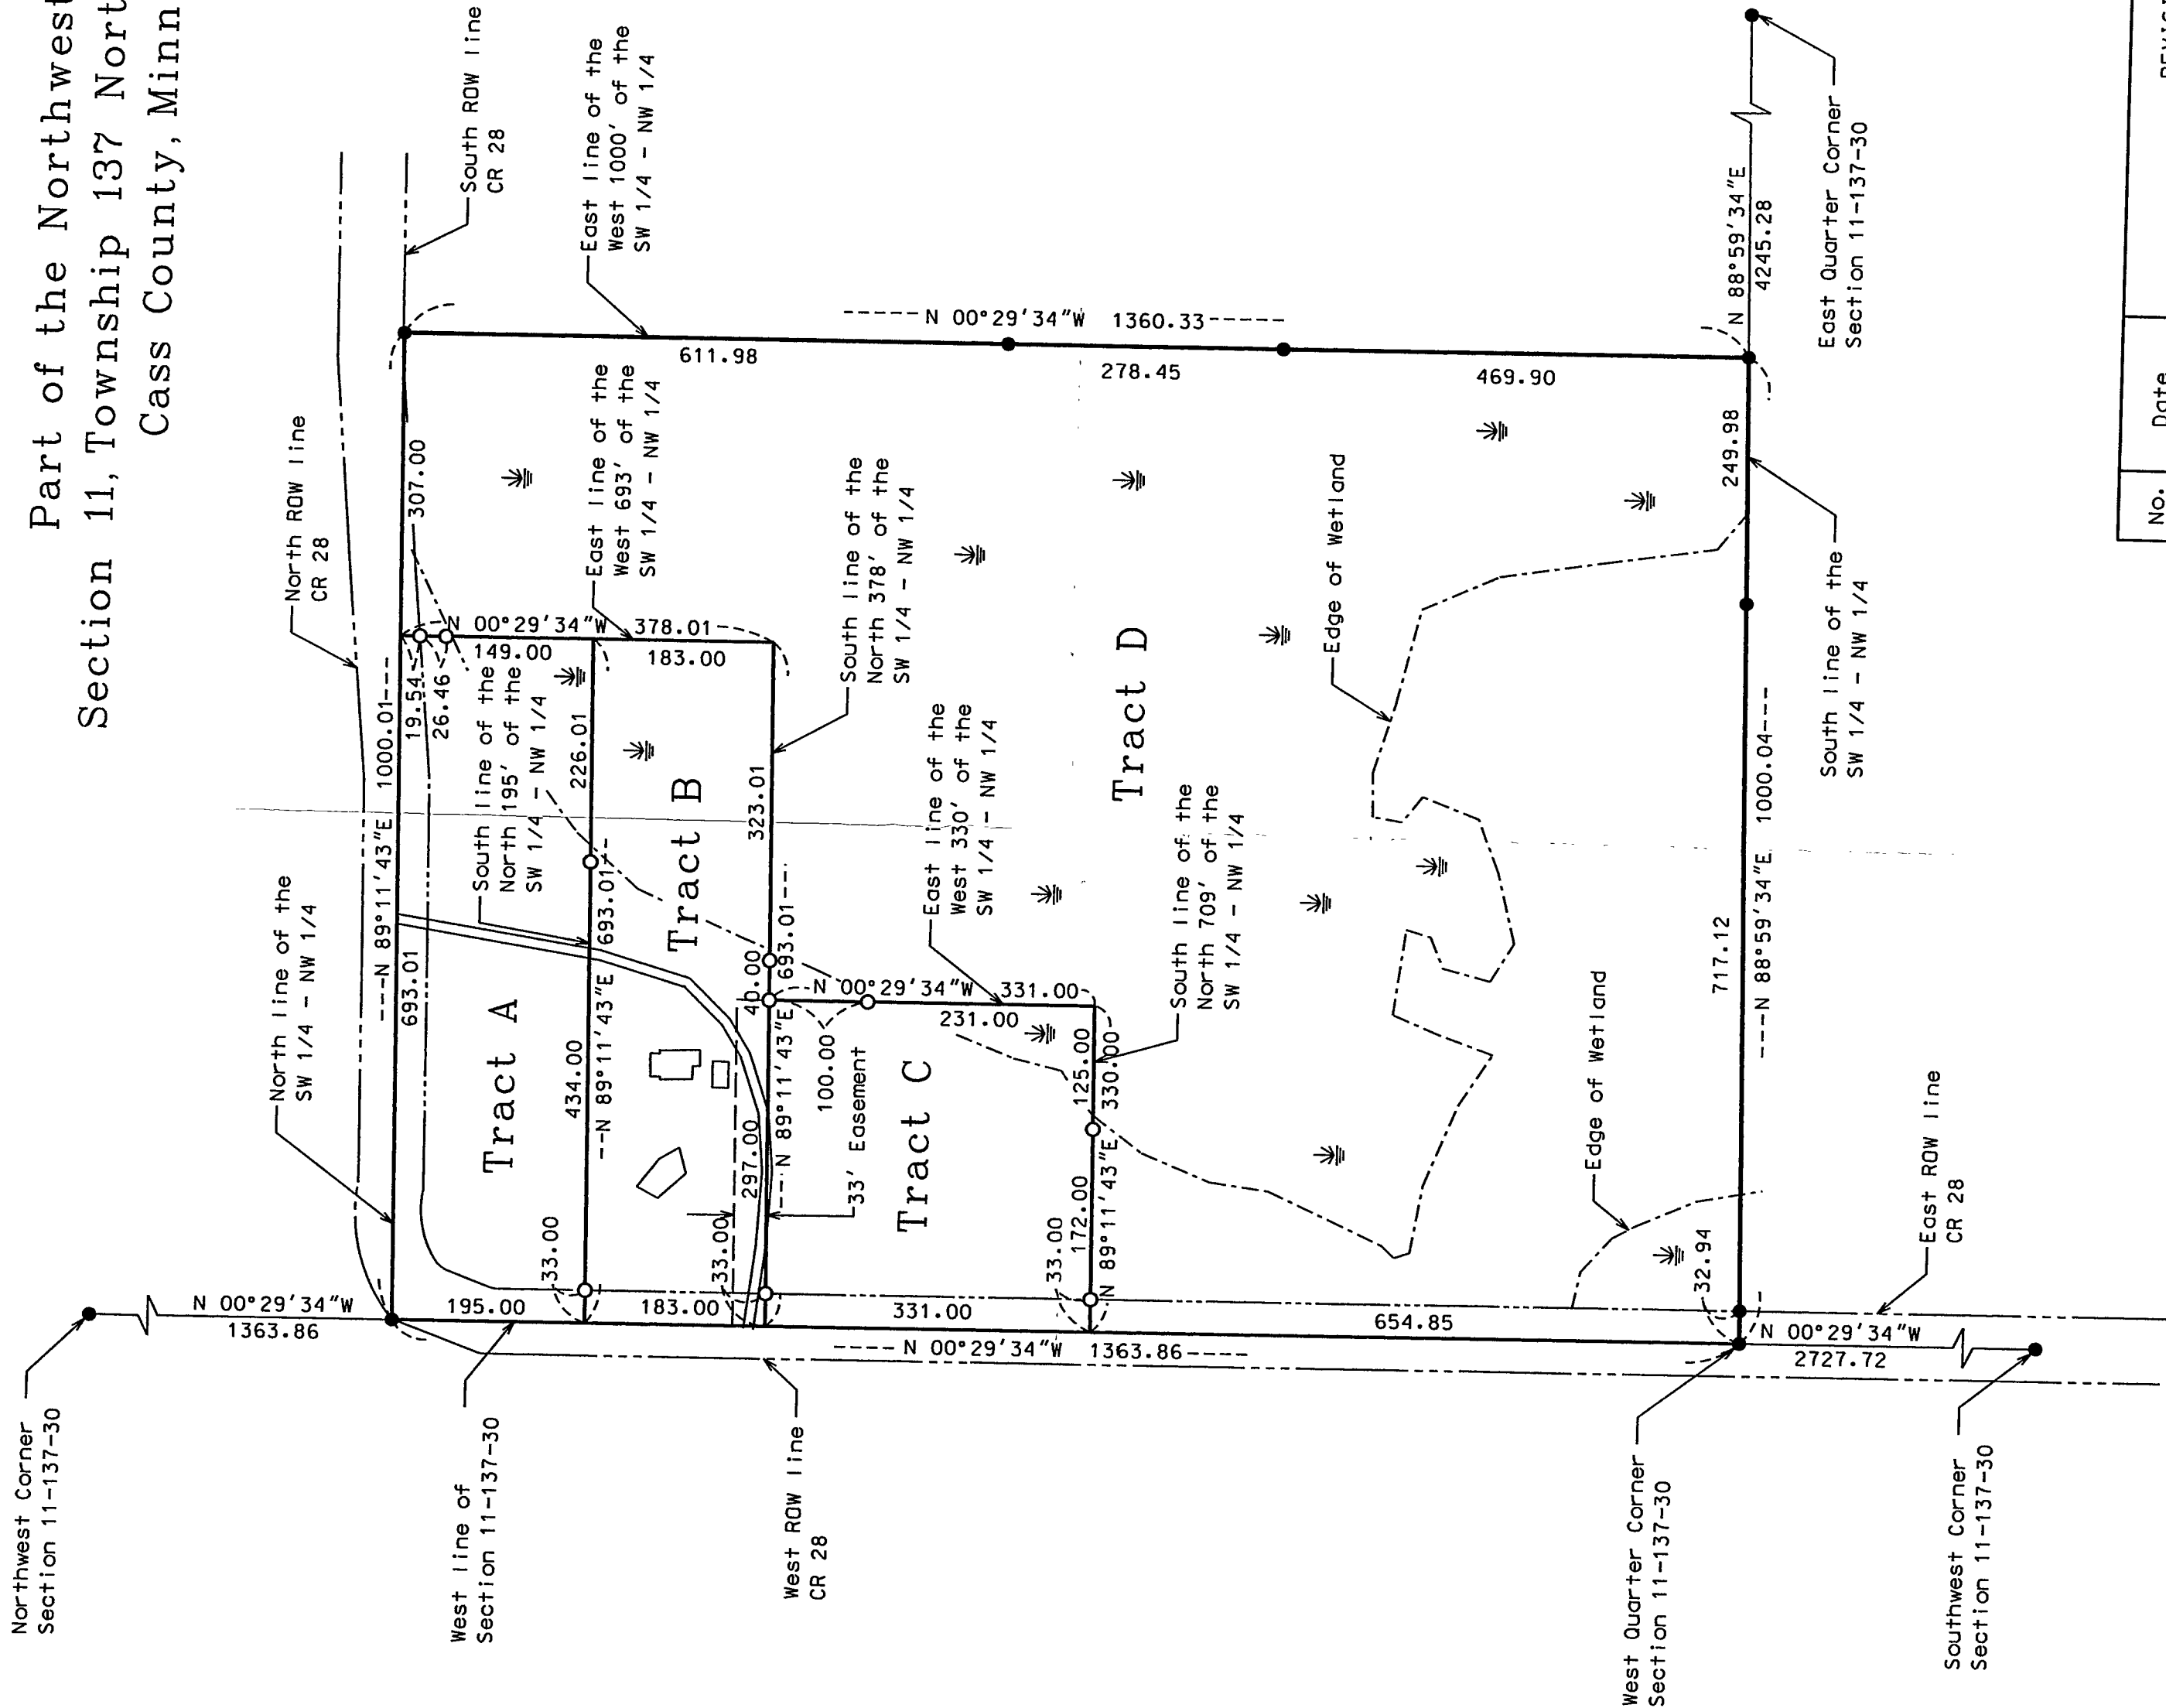 Part of the Northwest
Section 11, Township 137 Nort
Cass County, Minn
South ROW line
CR 28
East line of the
West 1000' of the
SW 1/4 - NW 1/4
North ROW line
CR 28
307.00
-----N 00°29'34"W 1360.33-----
611.98
278.45
469.90
N 88°59'34"E
4245.28
East Quarter Corner
Section 11-137-30
East line of the
West 693' of the
SW 1/4 - NW 1/4
N 00°29'34"W 378.01
149.00
183.00
19.54
26.46
South line of the
North 195' of the
SW 1/4 - NW 1/4
South line of the
North 378' of the
SW 1/4 - NW 1/4
Edge of Wetland
249.98
South line of the
SW 1/4 - NW 1/4
North line of the
SW 1/4 - NW 1/4
---N 89°11'43"E 1000.01---
693.01
226.01
434.00
--N 89°11'43"E 693.01--
Tract A
Tract B
323.01
40.00
297.00
---N 89°11'43"E 693.01---
100.00
33' Easement
Tract C
N 00°29'34"W 331.00
231.00
East line of the
West 330' of the
SW 1/4 - NW 1/4
Tract D
South line of the
North 709' of the
SW 1/4 - NW 1/4
125.00
172.00
N 89°11'43"E 330.00
33.00
33.00
33.00
Edge of Wetland
717.12
---N 88°59'34"E 1000.04---
32.94
East ROW line
CR 28
N 00°29'34"W
1363.86
195.00
183.00
331.00
654.85
----N 00°29'34"W 1363.86----
N 00°29'34"W
2727.72
Northwest Corner
Section 11-137-30
West line of
Section 11-137-30
West ROW line
CR 28
West Quarter Corner
Section 11-137-30
Southwest Corner
Section 11-137-30
No. Date